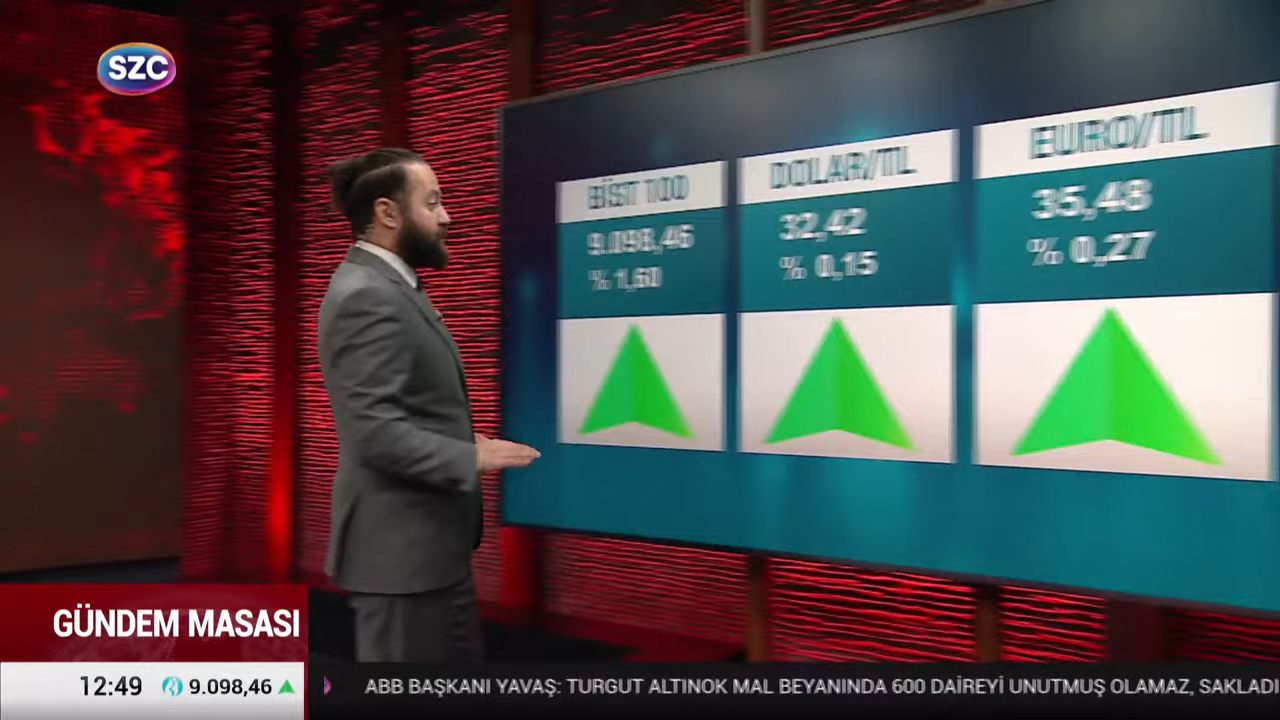 SZC
BİST 100
9.098,46
% 1,60
DOLAR/TL
32,42
% 0,15
EURO/TL
35,48
% 0,27
GÜNDEM MASASI
12:49 9.098,46
ABB BAŞKANI YAVAŞ: TURGUT ALTINOK MAL BEYANINDA 600 DAİREYİ UNUTMUŞ OLAMAZ, SAKLADI